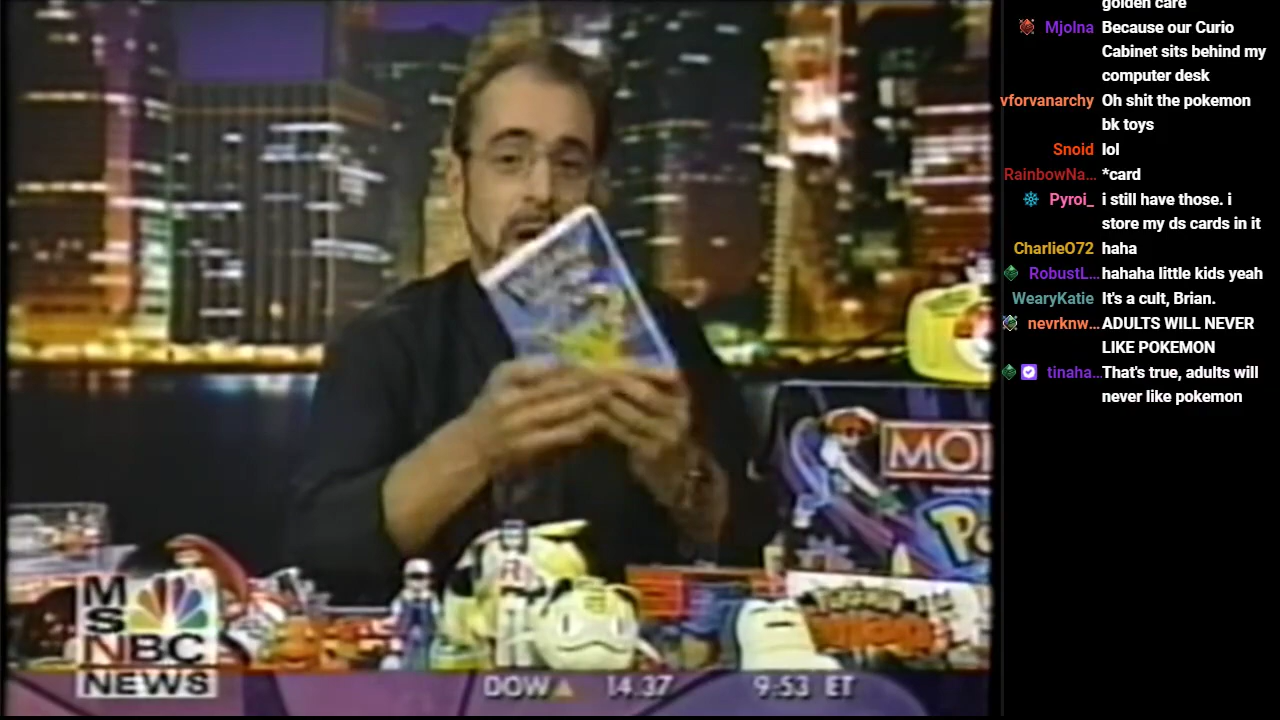 MO
Po
R
M
S
NBC
NEWS
DOW▲ 14.37 9:53 ET
golden care
Mjolna Because our Curio
Cabinet sits behind my
computer desk
vforvanarchy Oh shit the pokemon
bk toys
Snoid lol
RainbowNa... *card
Pyroi_ i still have those. i
store my ds cards in it
CharlieO72 haha
RobustL... hahaha little kids yeah
WearyKatie It's a cult, Brian.
nevrknw... ADULTS WILL NEVER
LIKE POKEMON
tinaha... That's true, adults will
never like pokemon